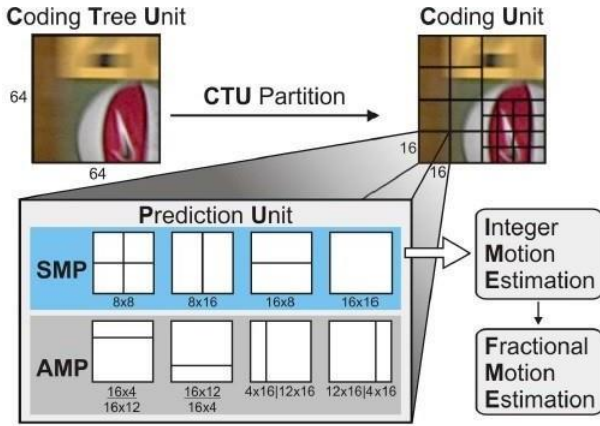 Coding Tree Unit
Coding Unit
64
64
CTU Partition
16
16
Prediction Unit
SMP
8x8
8x16
16x8
16x16
AMP
16x4
16x12
16x12
16x4
4x16|12x16
12x16|4x16
Integer
Motion
Estimation
Fractional
Motion
Estimation